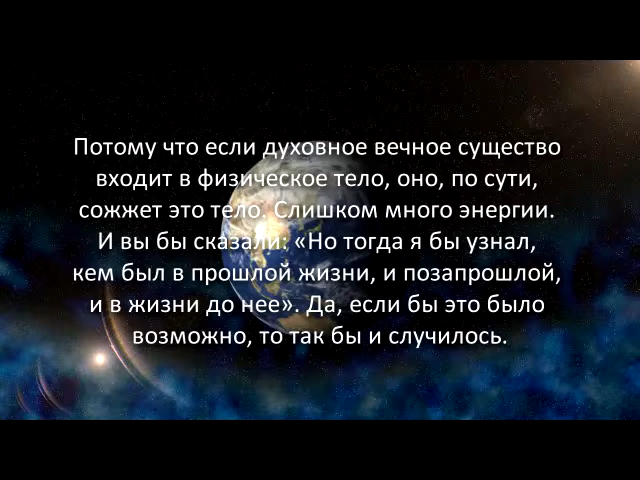 Потому что если духовное вечное существо
входит в физическое тело, оно, по сути,
сожжет это тело. Слишком много энергии.
И вы бы сказали: «Но тогда я бы узнал,
кем был в прошлой жизни, и позапрошлой,
и в жизни до нее». Да, если бы это было
возможно, то так бы и случилось.